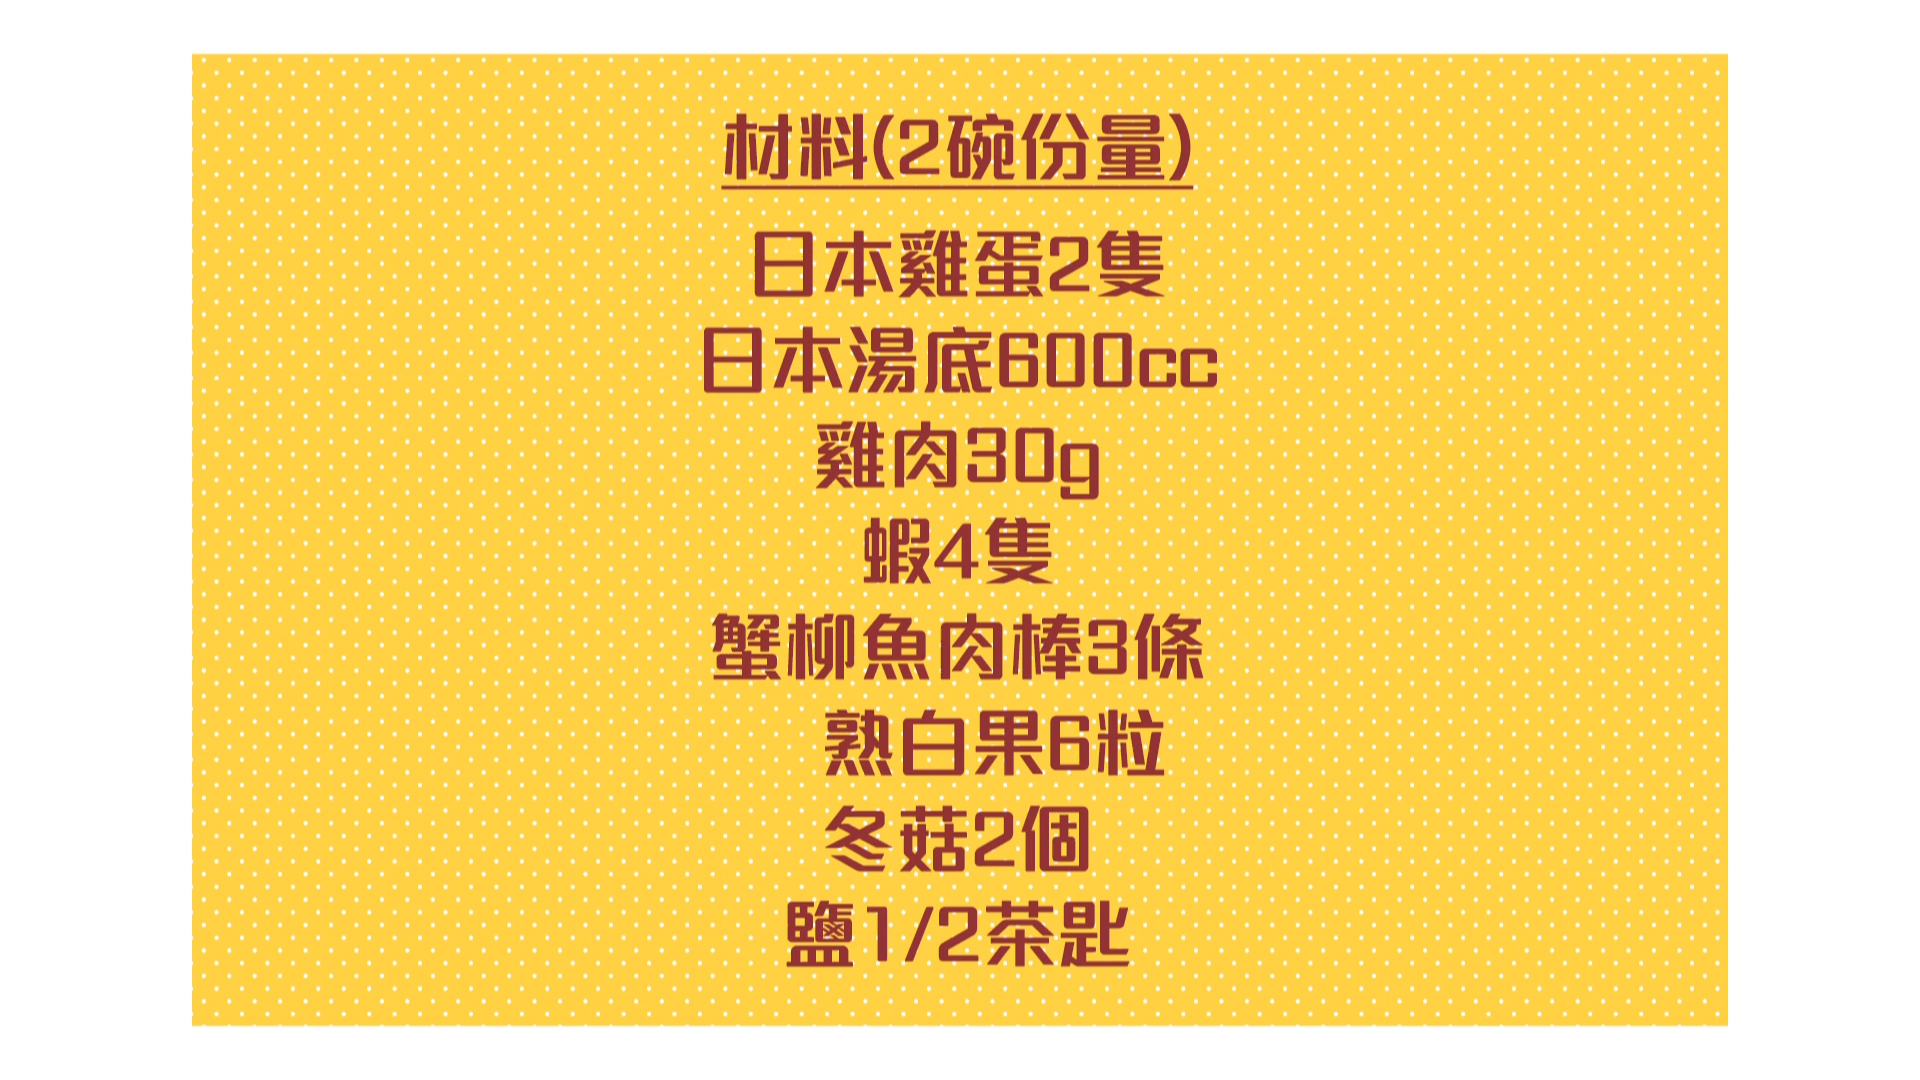 材料(2碗份量)
日本雞蛋2隻
日本湯底600cc
雞肉30g
蝦4隻
蟹柳魚肉棒3條
熟白果6粒
冬菇2個
鹽1/2茶匙